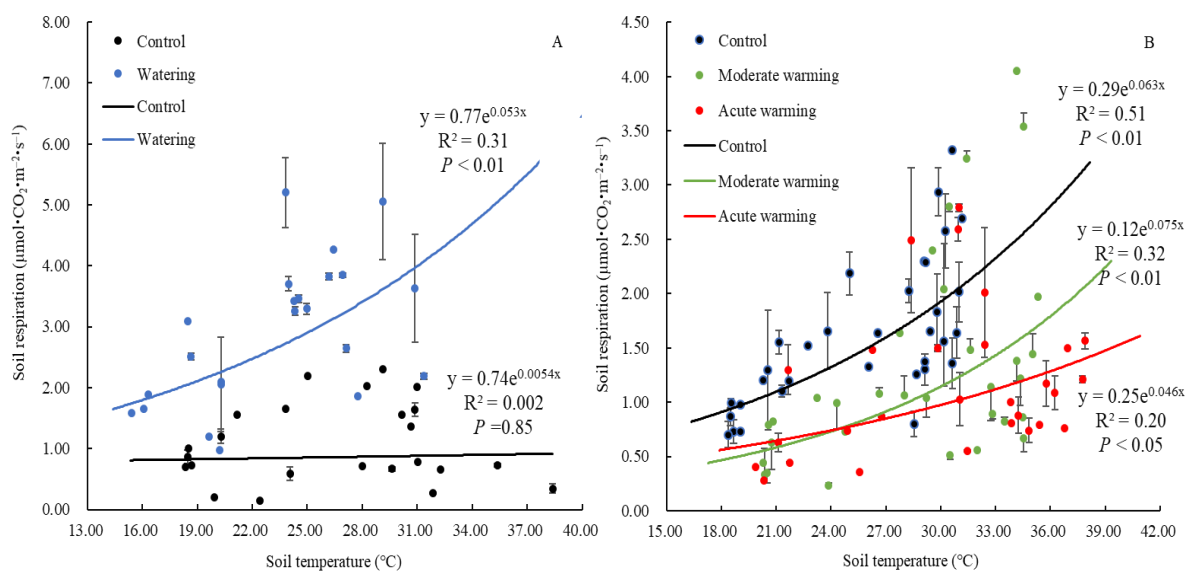 8.00
7.00
6.00
5.00
4.00
3.00
2.00
1.00
0.00
Soil respiration (μmol•CO₂•m⁻²•s⁻¹)
Control
Watering
Control
Watering
A
y = 0.77e^0.053x
R² = 0.31
P < 0.01
y = 0.74e^0.0054x
R² = 0.002
P =0.85
13.00 16.00 19.00 22.00 25.00 28.00 31.00 34.00 37.00 40.00
Soil temperature (℃)
4.50
4.00
3.50
3.00
2.50
2.00
1.50
1.00
0.50
0.00
Soil respiration (μmol•CO₂•m⁻²•s⁻¹)
Control
Moderate warming
Acute warming
Control
Moderate warming
Acute warming
B
y = 0.29e^0.063x
R² = 0.51
P < 0.01
y = 0.12e^0.075x
R² = 0.32
P < 0.01
y = 0.25e^0.046x
R² = 0.20
P < 0.05
15.00 18.00 21.00 24.00 27.00 30.00 33.00 36.00 39.00 42.00
Soil temperature (℃)